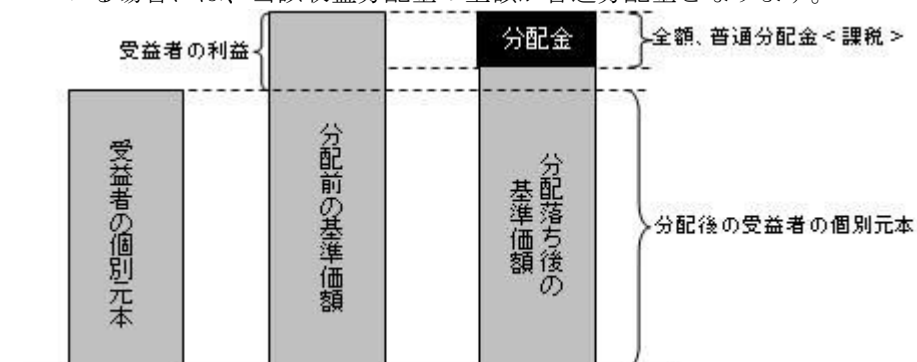 分配金
全額、普通分配金＜課税＞
受益者の利益
受益者の個別元本
分配前の基準価額
分配落ち後の
基準価額
分配後の受益者の個別元本